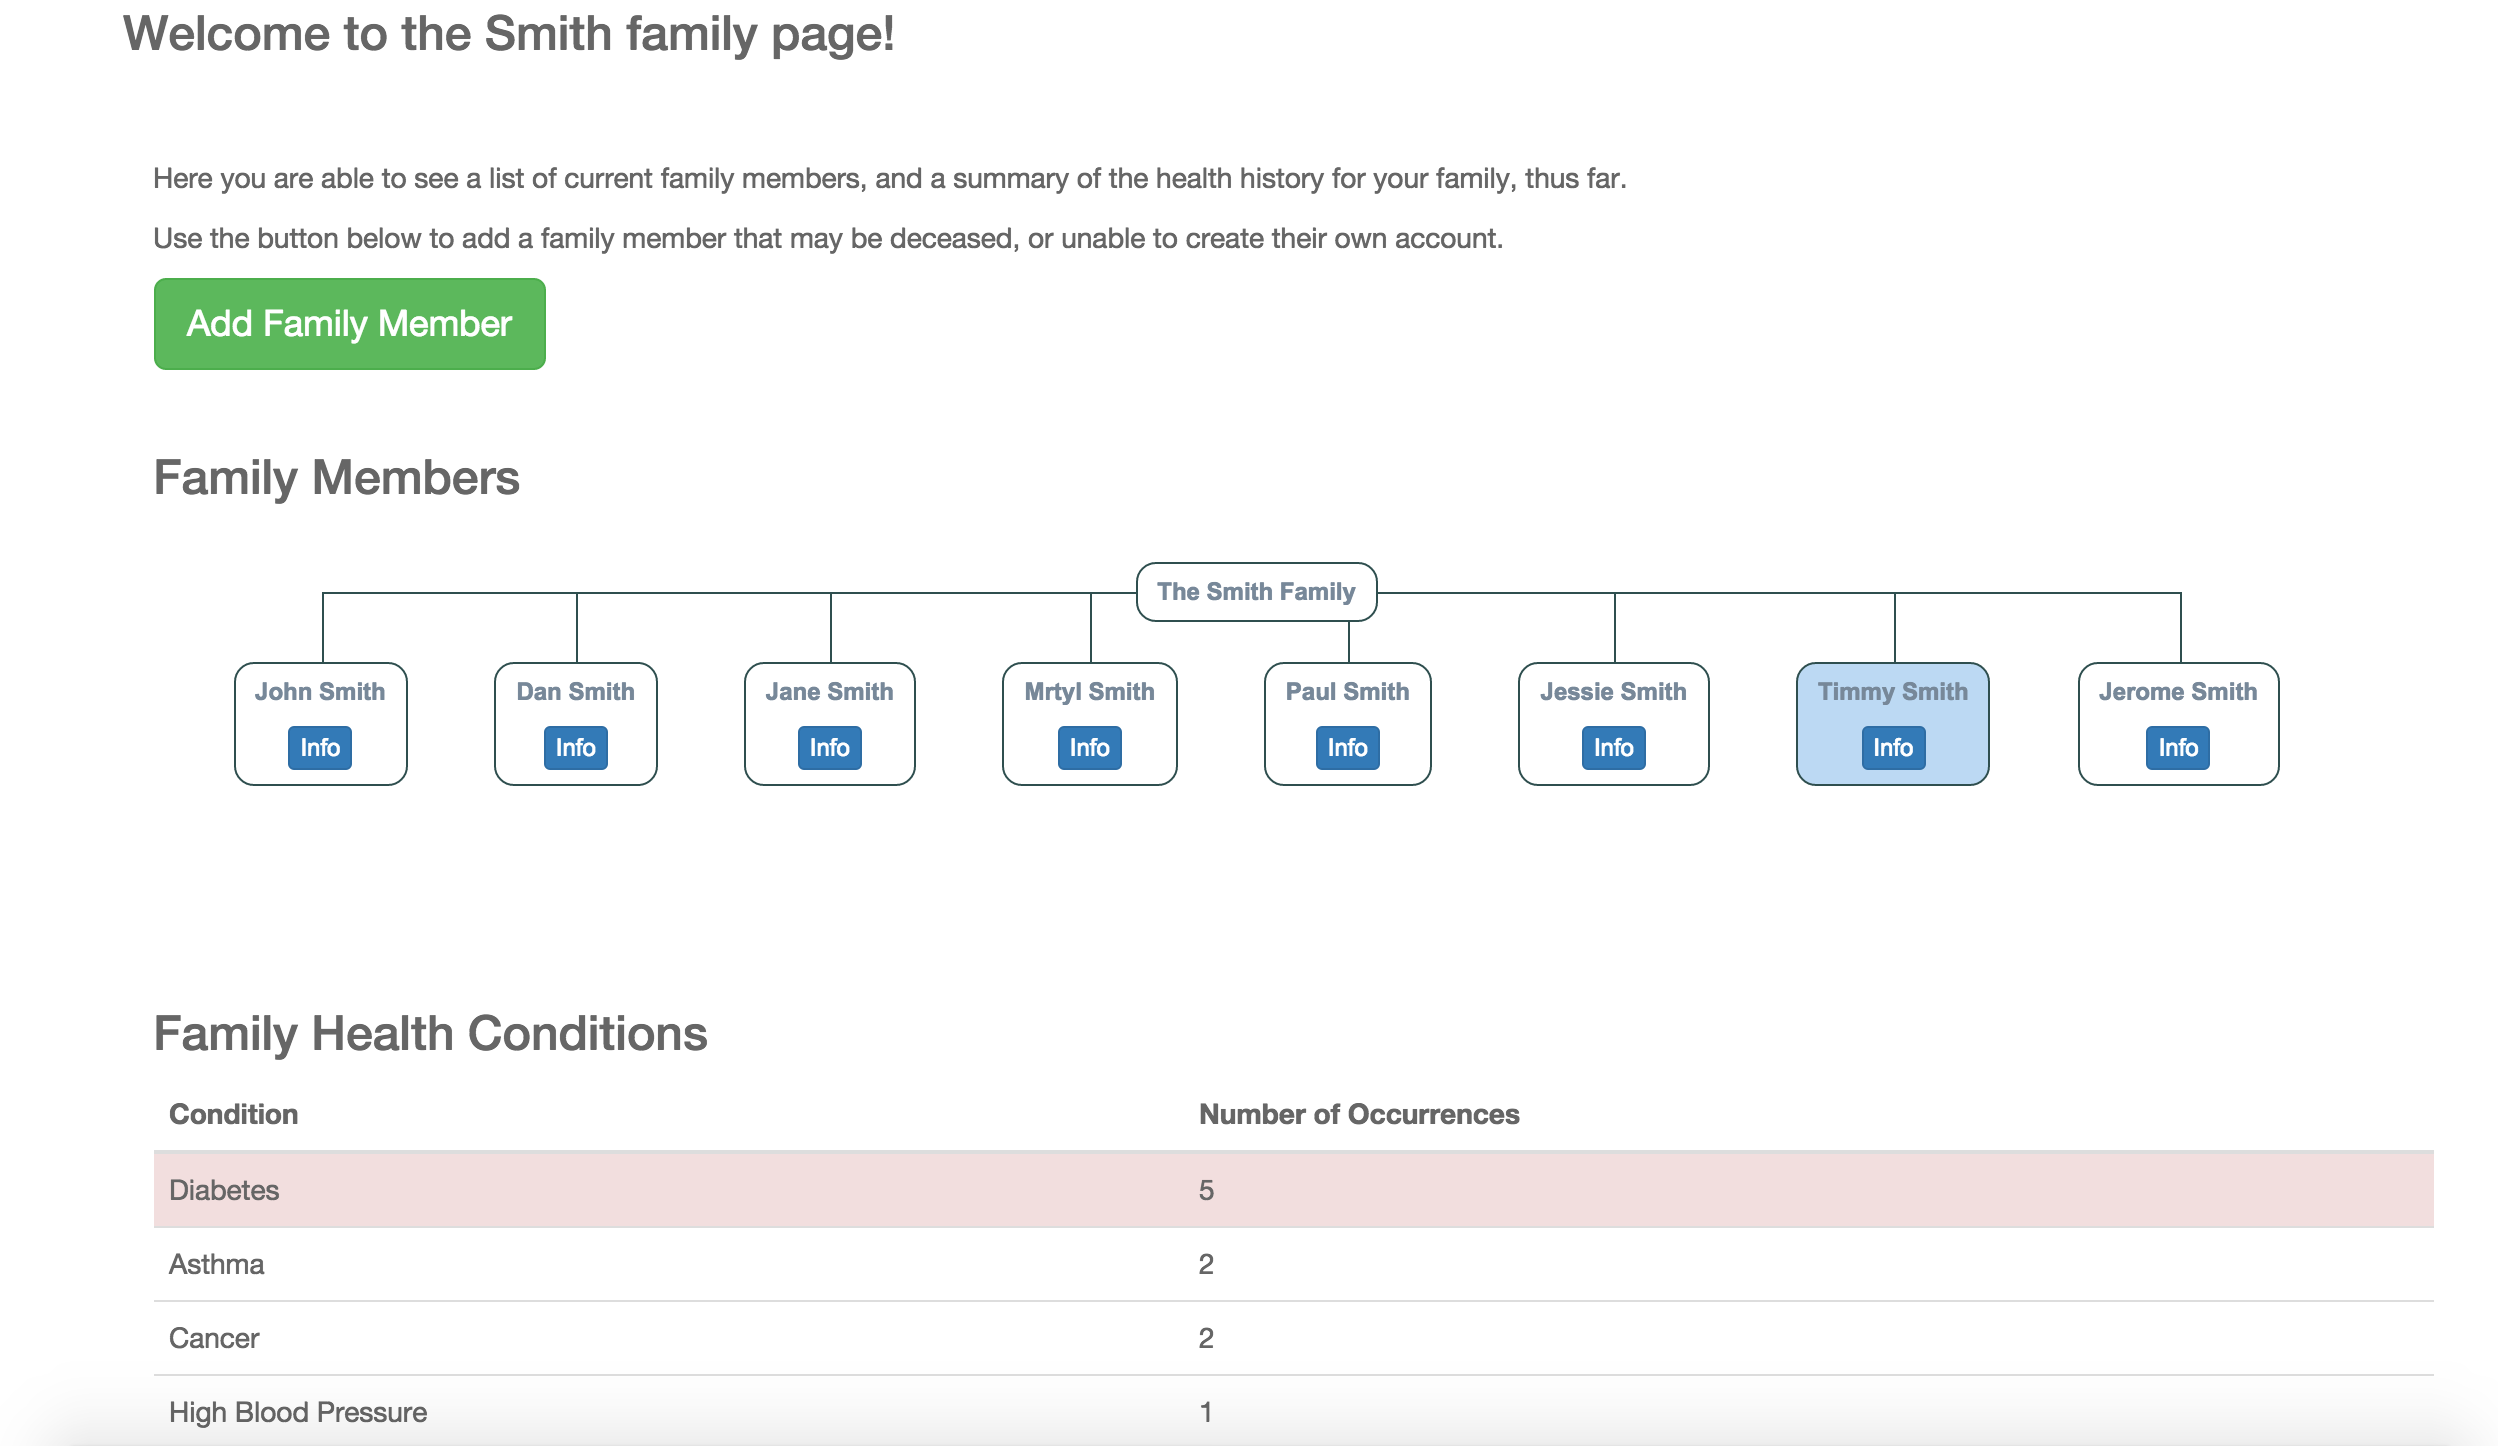 Welcome to the Smith family page!
Here you are able to see a list of current family members, and a summary of the health history for your family, thus far.
Use the button below to add a family member that may be deceased, or unable to create their own account.
Add Family Member
Family Members
The Smith Family
John Smith
Info
Dan Smith
Info
Jane Smith
Info
Mrtyl Smith
Info
Paul Smith
Info
Jessie Smith
Info
Timmy Smith
Info
Jerome Smith
Info
Family Health Conditions
Condition Number of Occurrences
Diabetes 5
Asthma 2
Cancer 2
High Blood Pressure 1